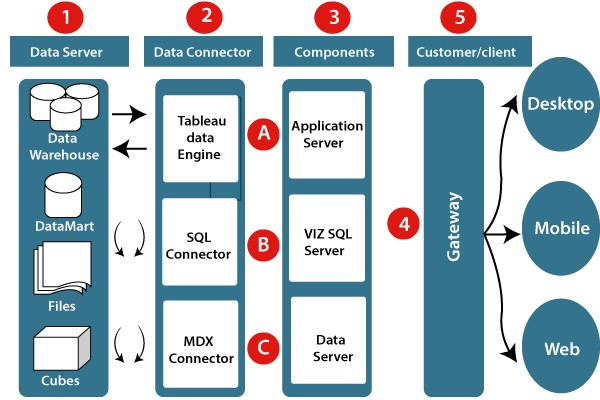 1
2
3
5
Data Server
Data Connector
Components
Customer/client
Data
Warehouse
DataMart
Files
Cubes
Tableau
data
Engine
SQL
Connector
MDX
Connector
A
B
C
Application
Server
VIZ SQL
Server
Data
Server
4
Gateway
Desktop
Mobile
Web